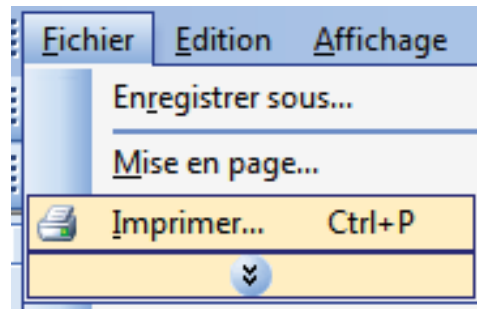 Fichier Edition Affichage
Enregistrer sous...
Mise en page...
Imprimer... Ctrl+P